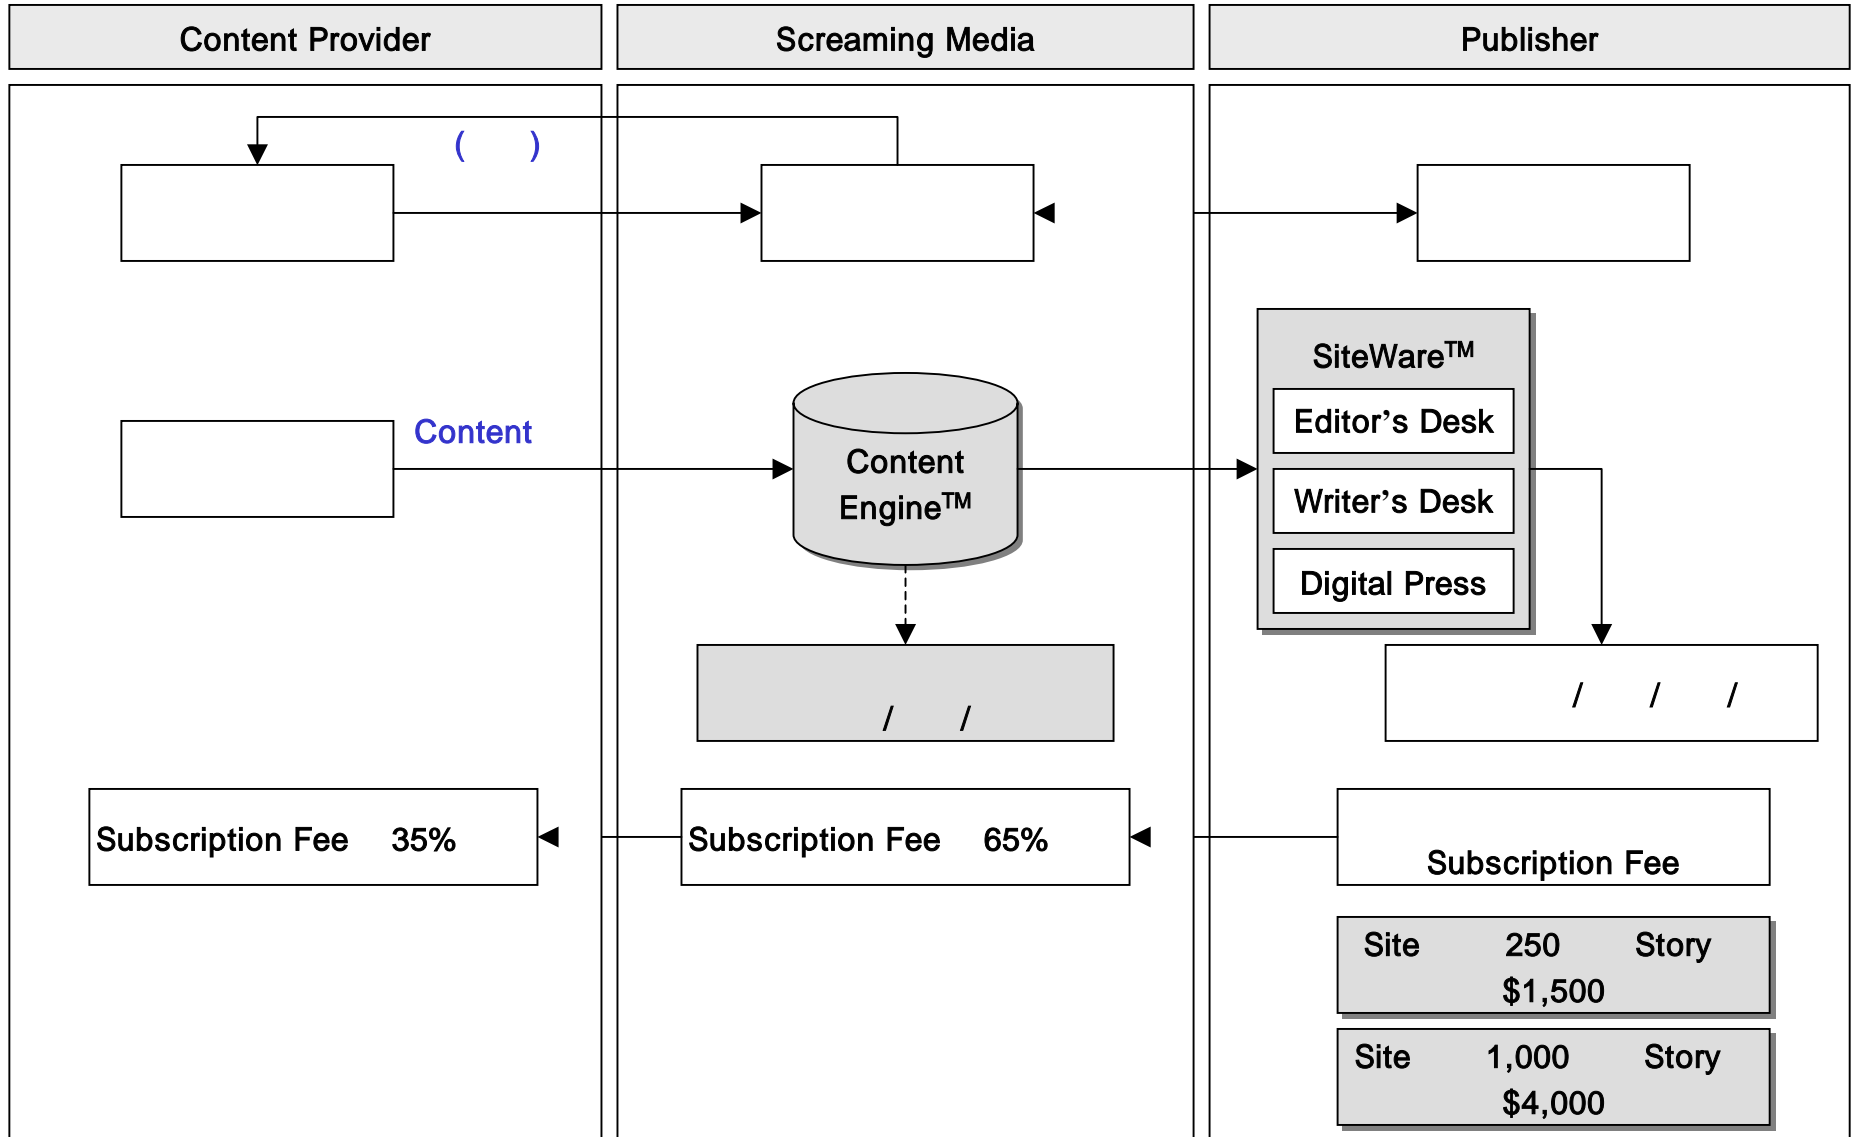 Content Provider
Screaming Media
Publisher
(      )
SiteWare™
Editor’s Desk
Content
Content
Engine™
Writer’s Desk
Digital Press
/ / /
/ /
Subscription Fee 35%
Subscription Fee 65%
Subscription Fee
Site 250 Story
$1,500
Site 1,000 Story
$4,000